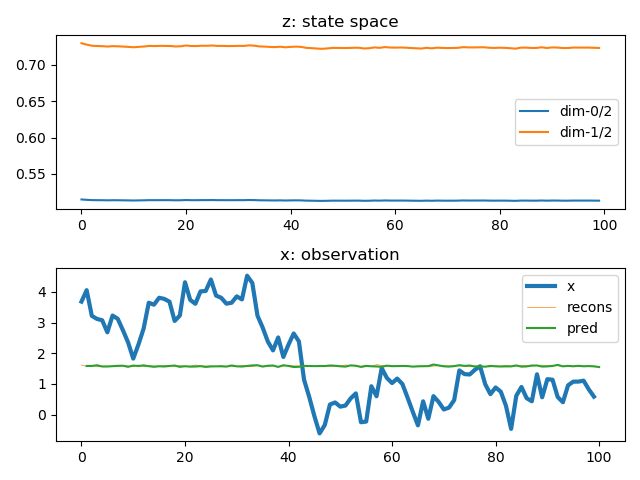 z: state space
0.70
0.65
0.60
0.55
dim-0/2
dim-1/2
0 20 40 60 80 100
x: observation
4
3
2
1
0
x
recons
pred
0 20 40 60 80 100